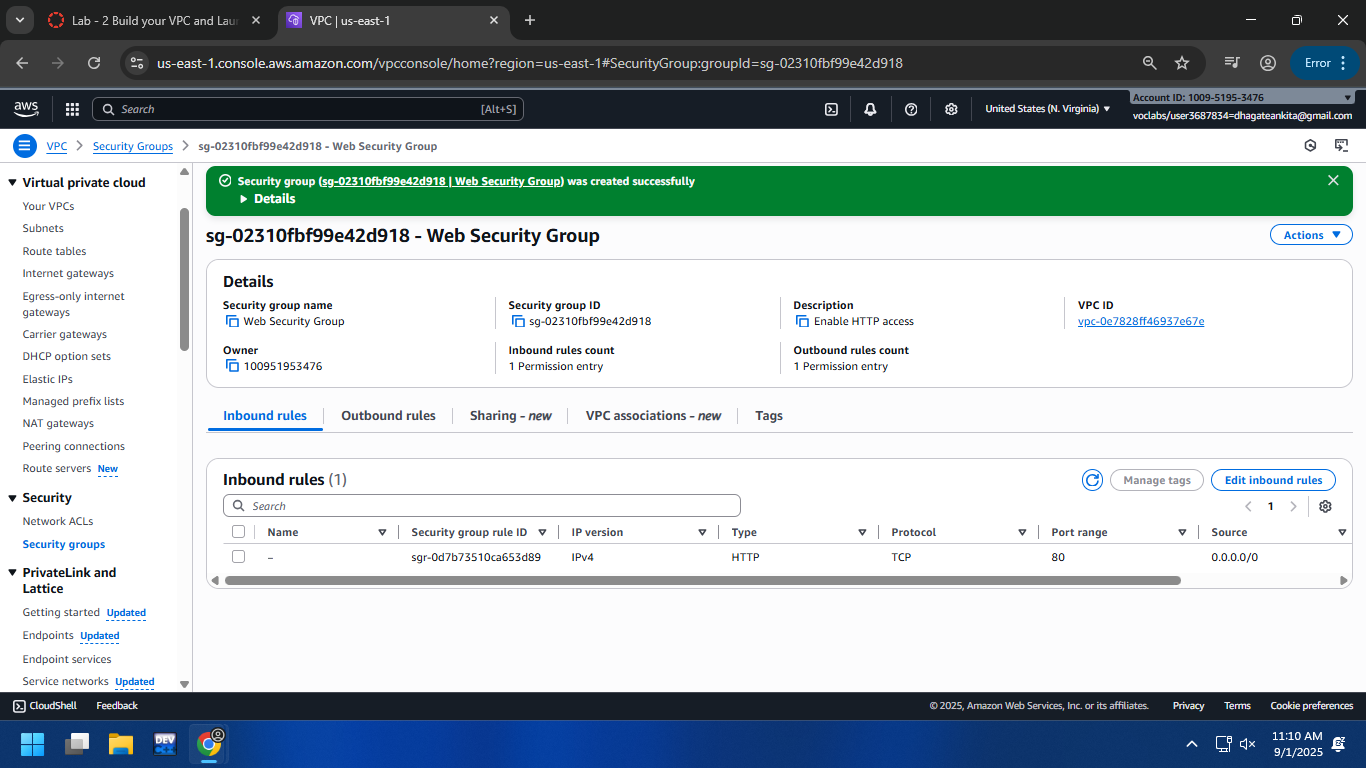 Lab - 2 Build your VPC and Laun
VPC | us-east-1
us-east-1.console.aws.amazon.com/vpcconsole/home?region=us-east-1#SecurityGroup:groupId=sg-02310fbf99e42d918
Error
aws
Search [Alt+S]
United States (N. Virginia)
Account ID: 1009-5195-3476
voclabs/user3687834=dhagateankita@gmail.com
VPC
Security Groups
sg-02310fbf99e42d918 - Web Security Group
Virtual private cloud
Your VPCs
Subnets
Route tables
Internet gateways
Egress-only internet
gateways
Carrier gateways
DHCP option sets
Elastic IPs
Managed prefix lists
NAT gateways
Peering connections
Route servers New
Security
Network ACLs
Security groups
PrivateLink and
Lattice
Getting started Updated
Endpoints Updated
Endpoint services
Service networks Updated
Security group (sg-02310fbf99e42d918 | Web Security Group) was created successfully
Details
sg-02310fbf99e42d918 - Web Security Group
Actions
Details
Security group name
Web Security Group
Security group ID
sg-02310fbf99e42d918
Description
Enable HTTP access
VPC ID
vpc-0e7828ff46937e67e
Owner
100951953476
Inbound rules count
1 Permission entry
Outbound rules count
1 Permission entry
Inbound rules
Outbound rules
Sharing - new
VPC associations - new
Tags
Inbound rules (1)
Manage tags
Edit inbound rules
Search
1
Name Security group rule ID IP version Type Protocol Port range Source
– sgr-0d7b73510ca653d89 IPv4 HTTP TCP 80 0.0.0.0/0
CloudShell Feedback
© 2025, Amazon Web Services, Inc. or its affiliates. Privacy Terms Cookie preferences
DEV
11:10 AM
9/1/2025